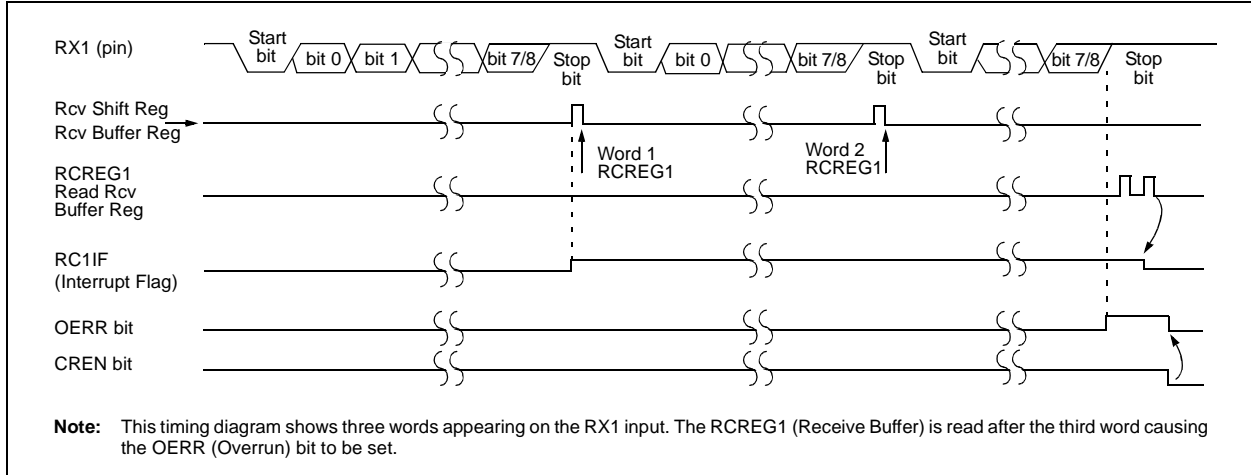 RX1 (pin)
Start bit
bit 0
bit 1
bit 7/8
Stop bit
Start bit
bit 0
bit 7/8
Stop bit
Start bit
bit 7/8
Stop bit
Rcv Shift Reg
Rcv Buffer Reg
Word 1
RCREG1
Word 2
RCREG1
RCREG1
Read Rcv
Buffer Reg
RC1IF
(Interrupt Flag)
OERR bit
CREN bit
Note: This timing diagram shows three words appearing on the RX1 input. The RCREG1 (Receive Buffer) is read after the third word causing
the OERR (Overrun) bit to be set.